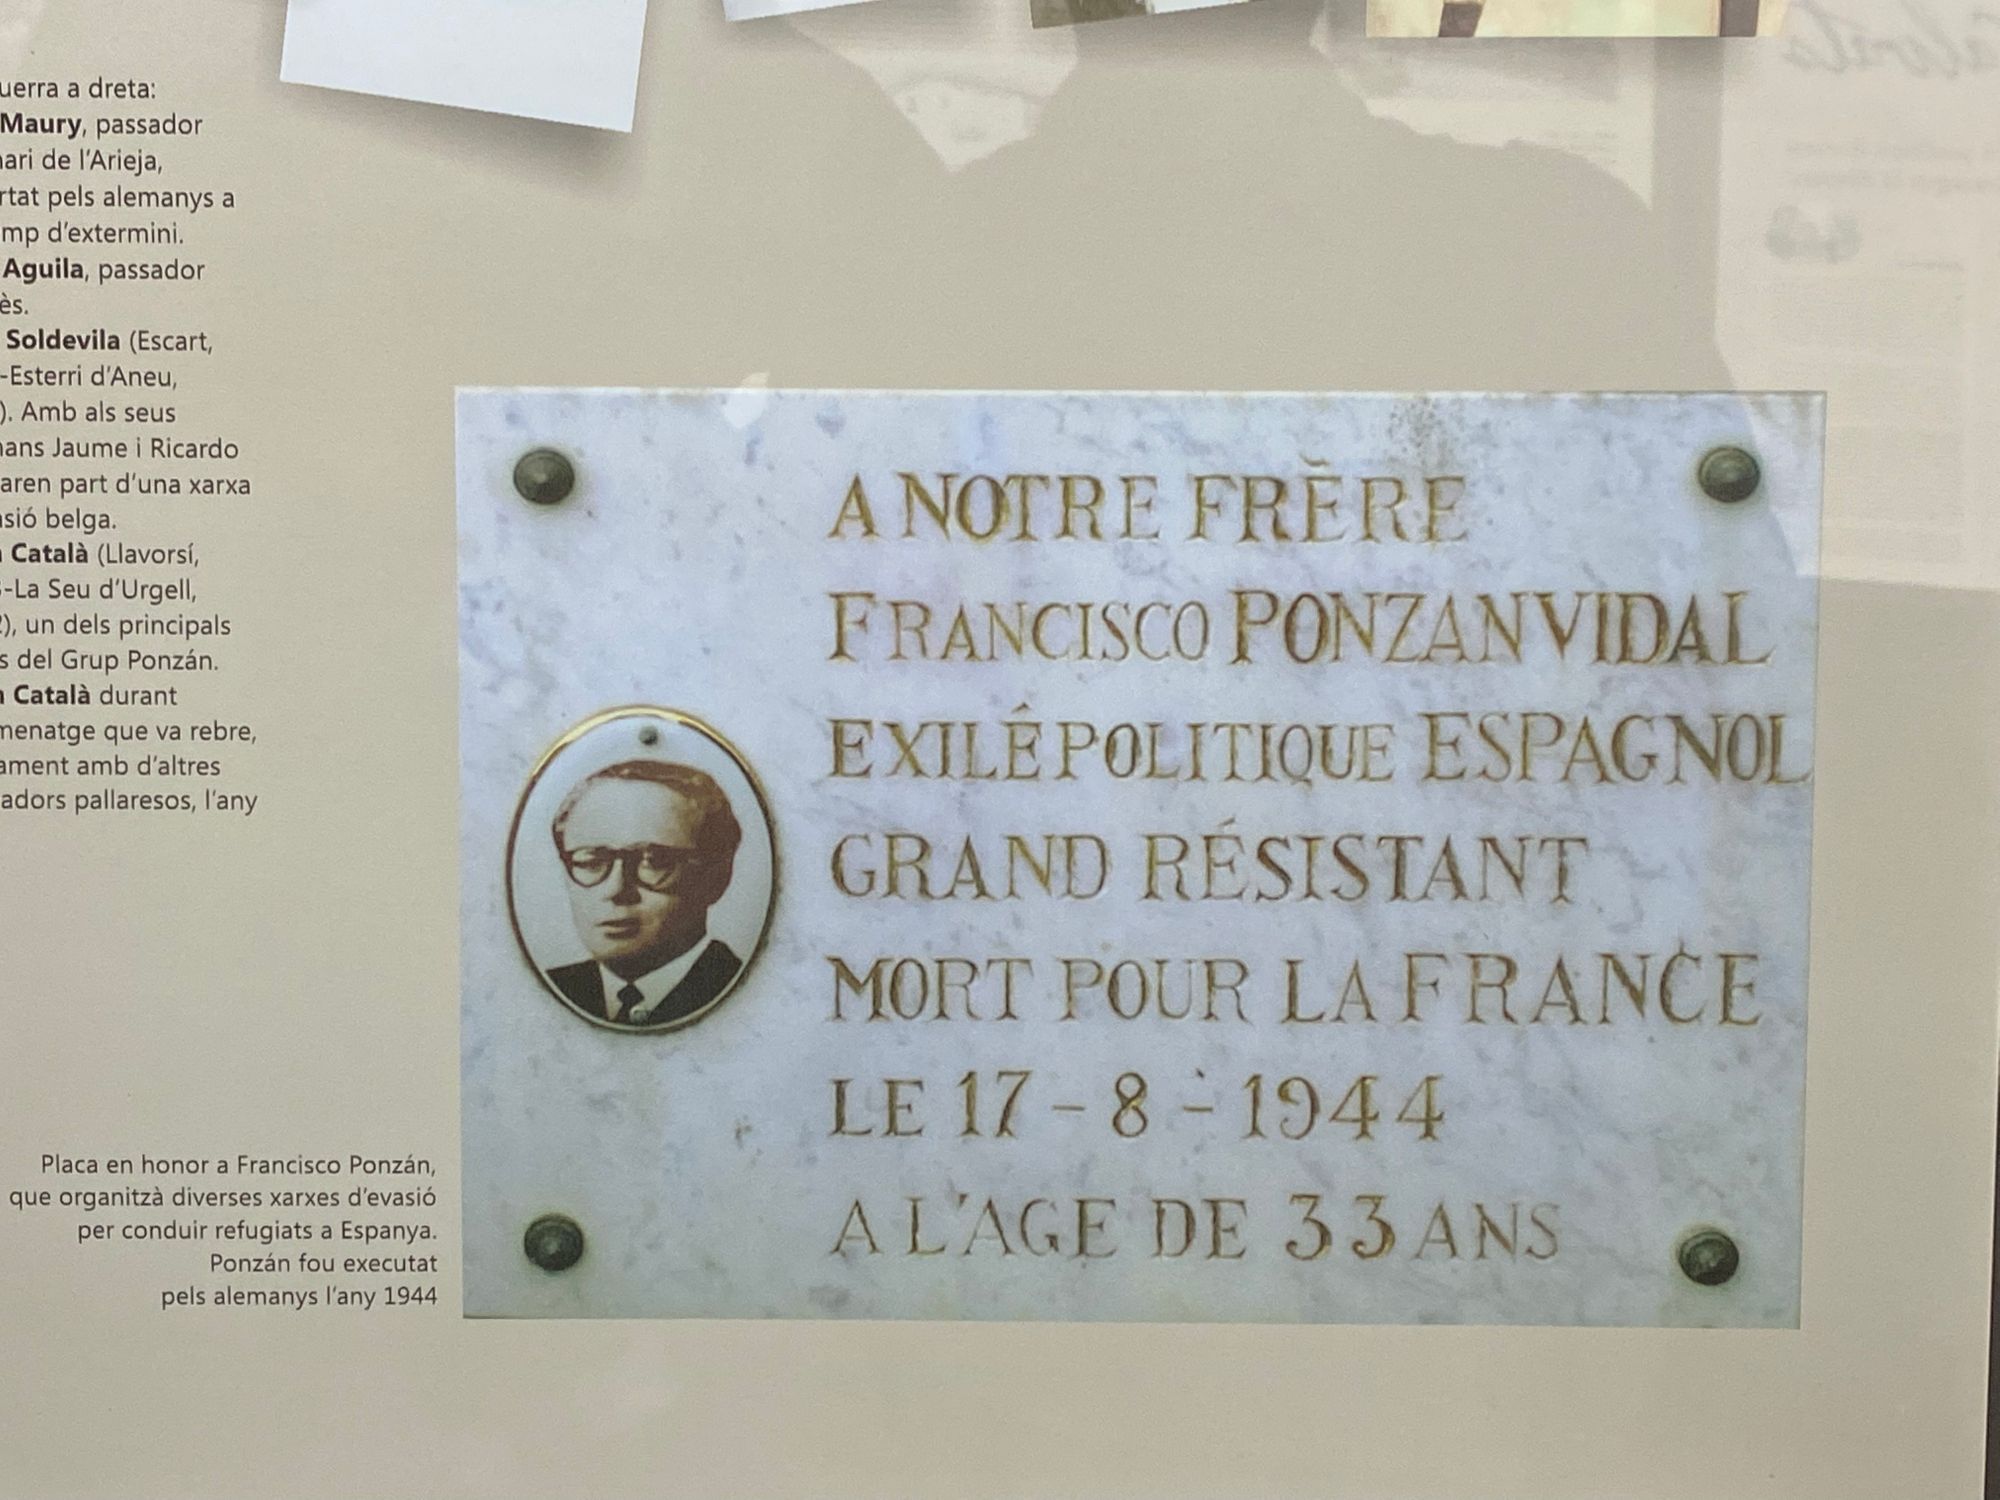 uerra a dreta:
Maury, passador
ari de l'Arieja,
rtat pels alemanys a
mp d'extermini.
Aguila, passador
ès.
Soldevila (Escart,
-Esterri d'Aneu,
). Amb als seus
ans Jaume i Ricardo
aren part d'una xarxa
sió belga.
Català (Llavorsí,
-La Seu d'Urgell,
2), un dels principals
s del Grup Ponzán.
Català durant
menatge que va rebre,
ament amb d'altres
adors pallaresos, l'any
A NOTRE FRÈRE
FRANCISCO PONZAN VIDAL
EXILÉ POLITIQUE ESPAGNOL
GRAND RÉSISTANT
MORT POUR LA FRANCE
LE 17 - 8 - 1944
A L'AGE DE 33 ANS
Placa en honor a Francisco Ponzán,
que organitzà diverses xarxes d'evasió
per conduir refugiats a Espanya.
Ponzán fou executat
pels alemanys l'any 1944